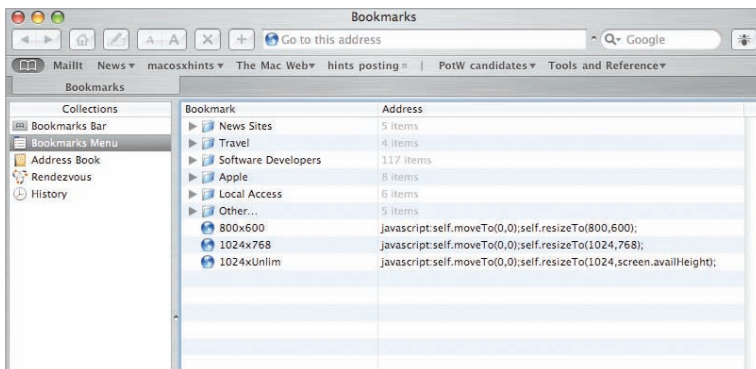 Bookmarks
A A Go to this address Q Google
MailIt News macosxhints The Mac Web hints posting | PotW candidates Tools and Reference
Bookmarks
Collections
Bookmarks Bar
Bookmarks Menu
Address Book
Rendezvous
History
Bookmark Address
News Sites 5 items
Travel 4 items
Software Developers 117 items
Apple 8 items
Local Access 6 items
Other... 5 items
800x600 javascript:self.moveTo(0,0);self.resizeTo(800,600);
1024x768 javascript:self.moveTo(0,0);self.resizeTo(1024,768);
1024xUnlim javascript:self.moveTo(0,0);self.resizeTo(1024,screen.availHeight);